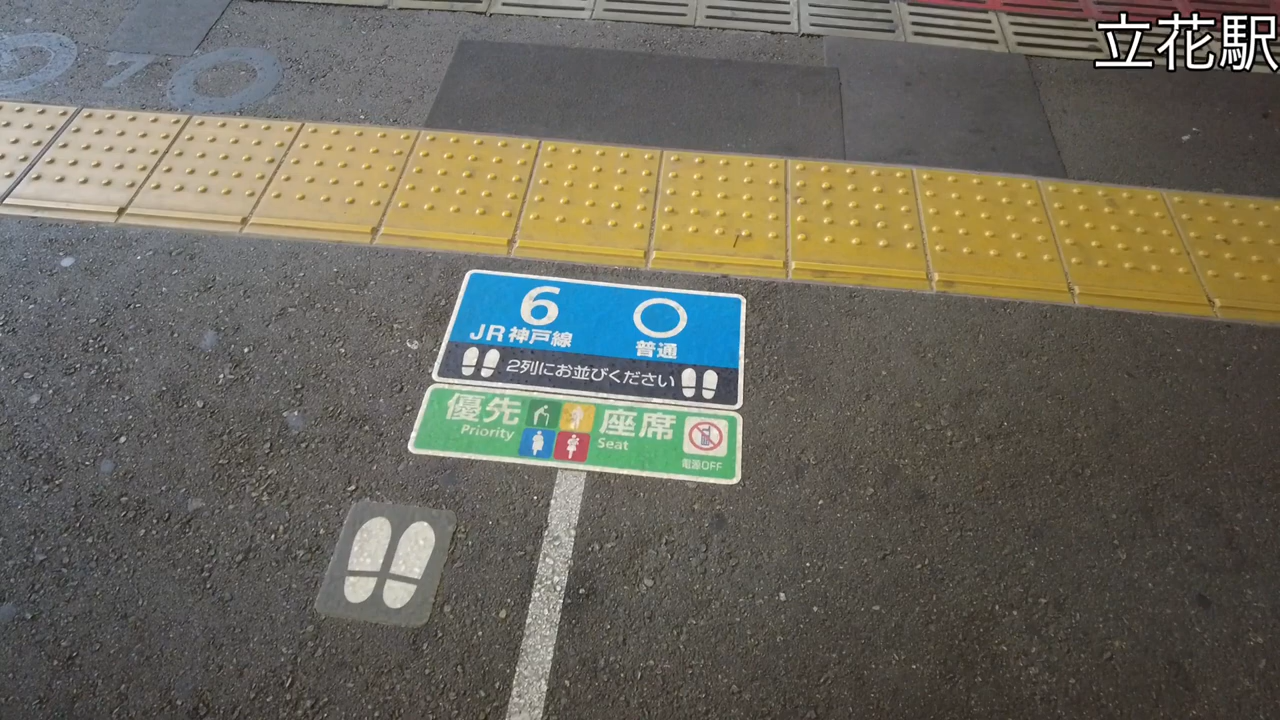 立花駅
6
JR神戸線
○
普通
2列にお並びください
優先 座席
Priority Seat
電源OFF